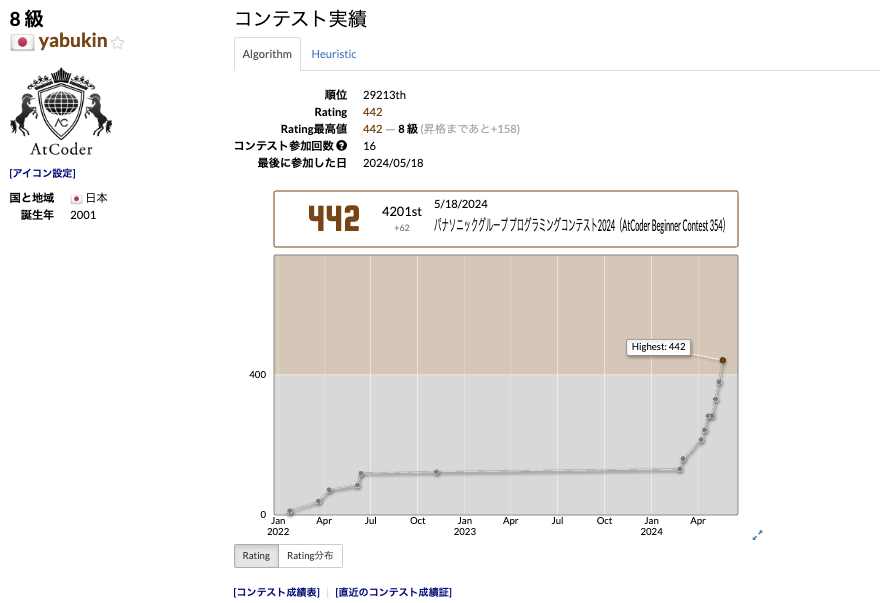 8 級
yabukin
AC
AtCoder
[アイコン設定]
国と地域 日本
誕生年 2001
コンテスト実績
Algorithm Heuristic
順位 29213th
Rating 442
Rating最高値 442 ― 8 級 (昇格まであと+158)
コンテスト参加回数 ? 16
最後に参加した日 2024/05/18
442 4201st +62 5/18/2024
パナソニックグループプログラミングコンテスト2024（AtCoder Beginner Contest 354）
Highest: 442
400
0
Jan Apr Jul Oct Jan Apr Jul Oct Jan Apr
2022 2023 2024
Rating Rating分布
[コンテスト成績表] [直近のコンテスト成績証]